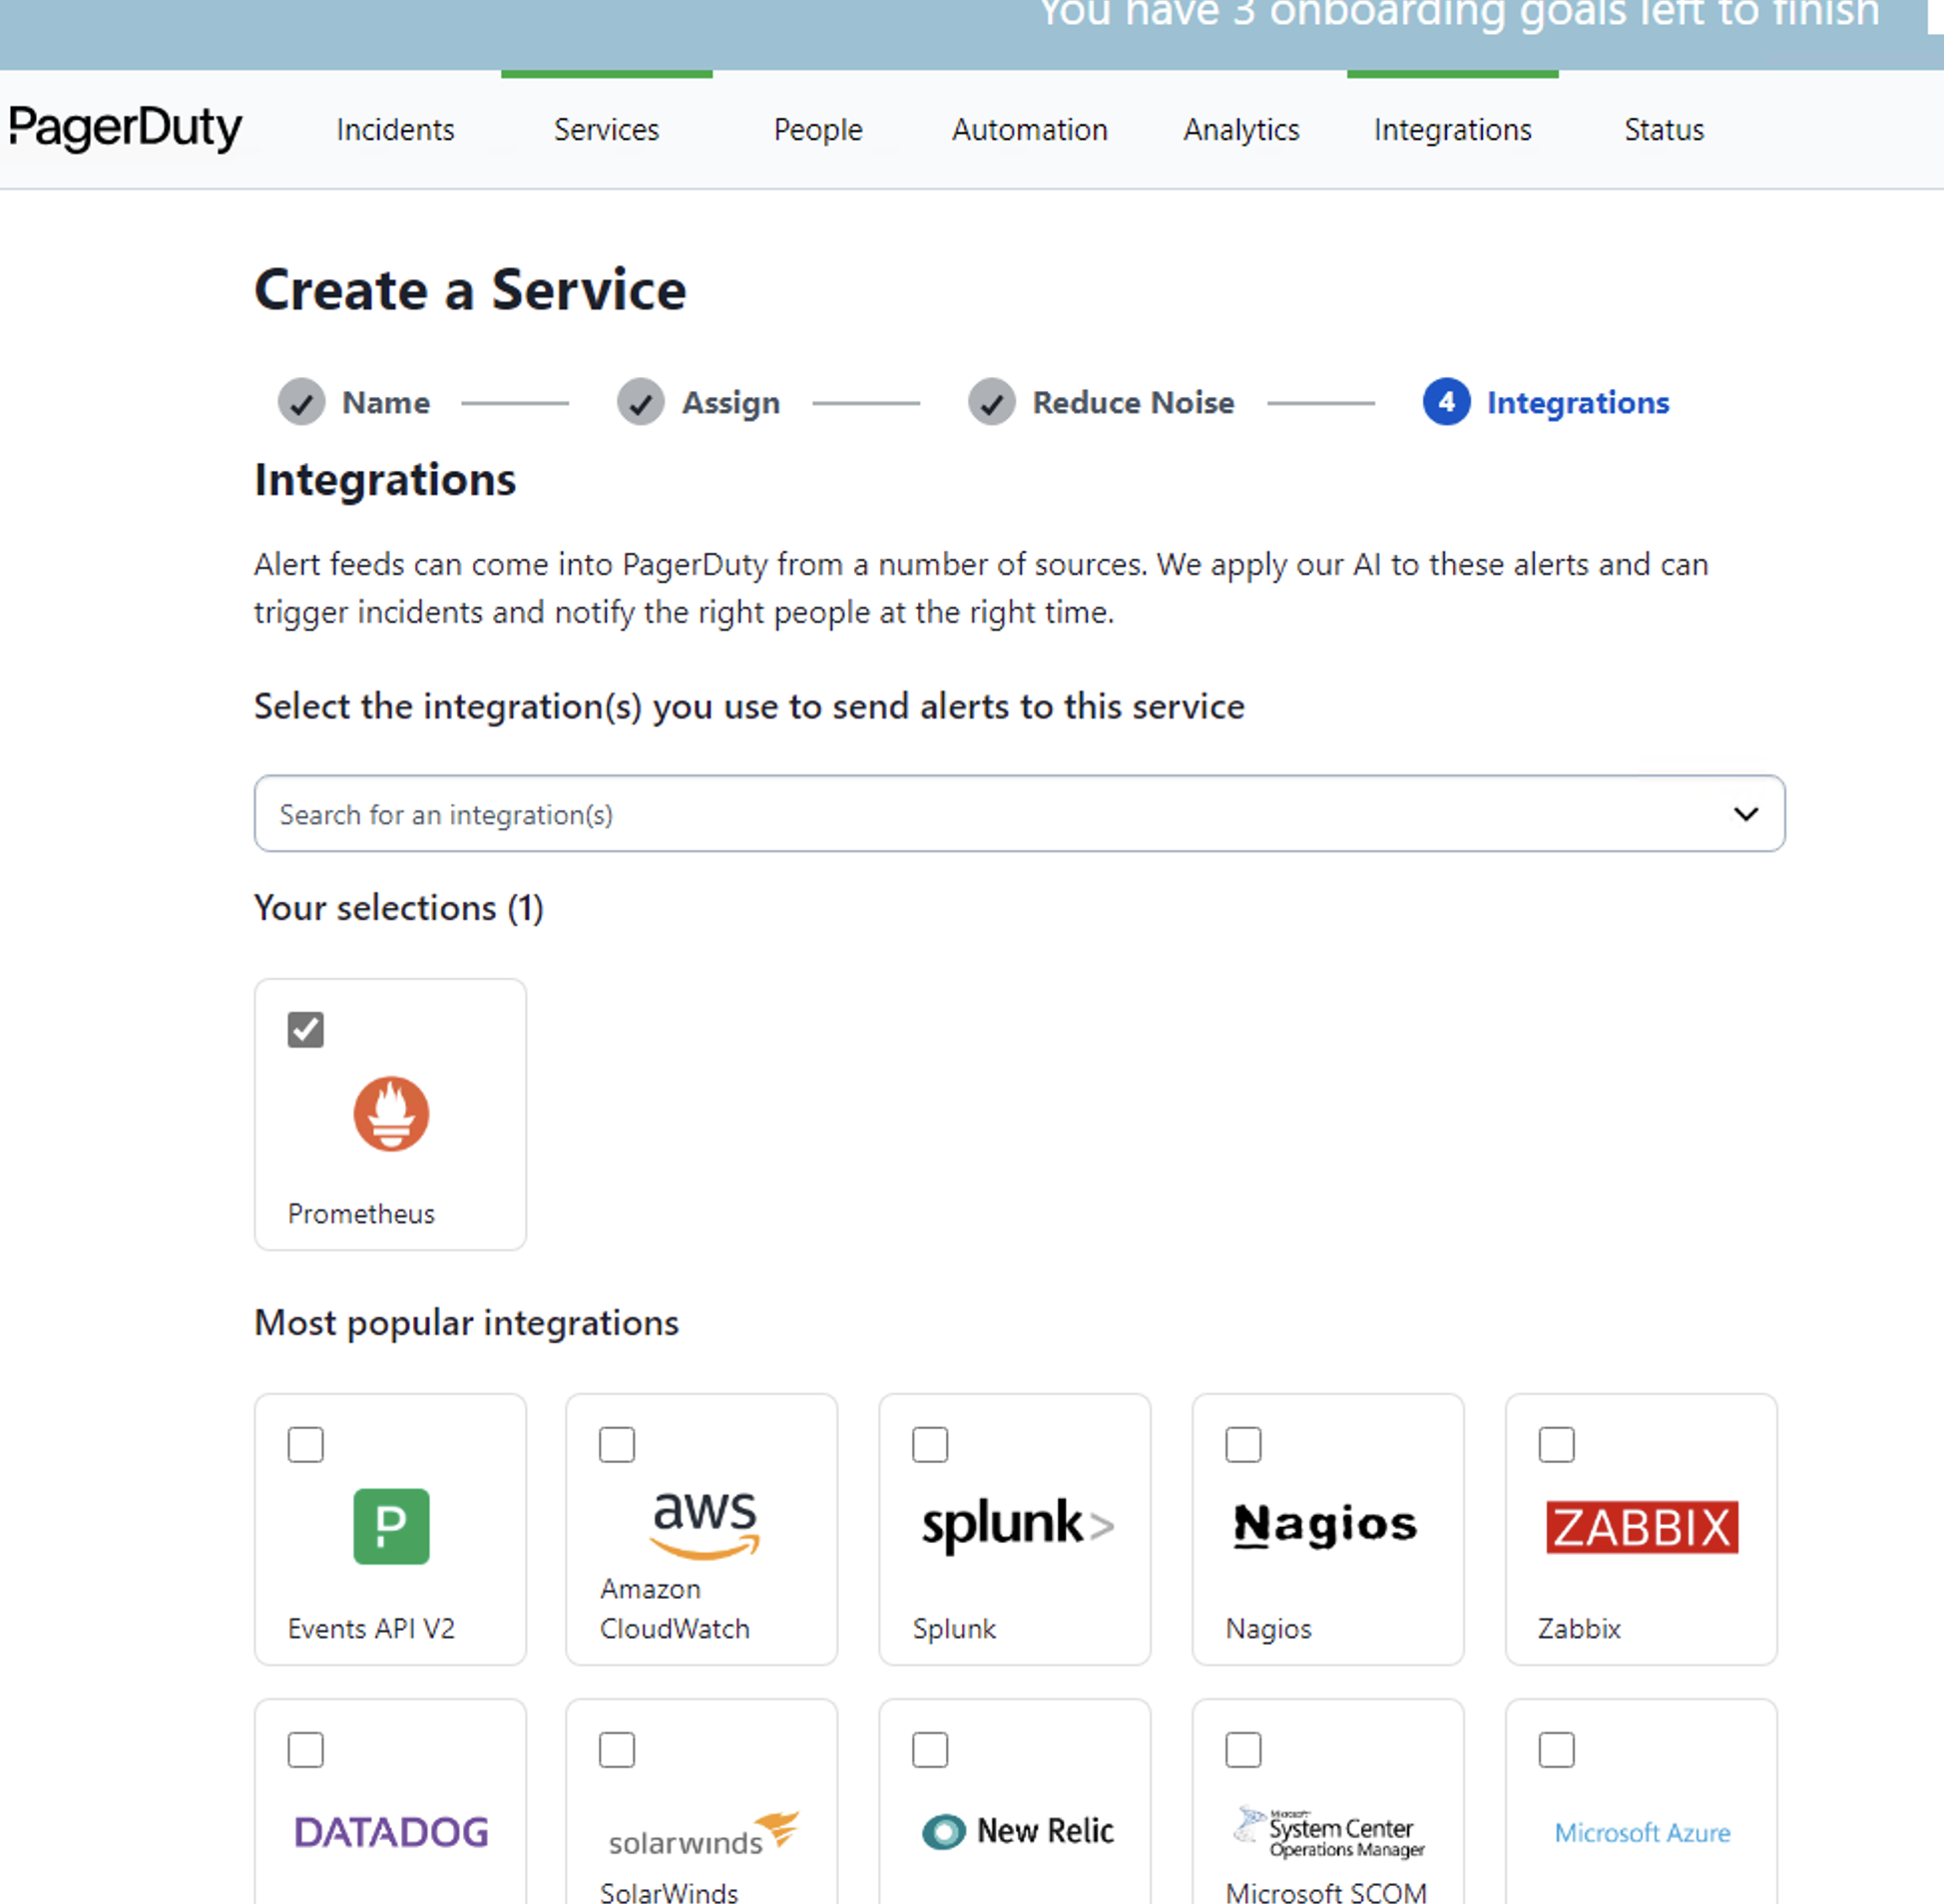 You have 3 onboarding goals left to finish
PagerDuty
Incidents
Services
People
Automation
Analytics
Integrations
Status
Create a Service
Name
Assign
Reduce Noise
4 Integrations
Integrations
Alert feeds can come into PagerDuty from a number of sources. We apply our AI to these alerts and can
trigger incidents and notify the right people at the right time.
Select the integration(s) you use to send alerts to this service
Search for an integration(s)
Your selections (1)
Prometheus
Most popular integrations
P
Events API V2
aws
Amazon
CloudWatch
splunk>
Splunk
Nagios
Nagios
ZABBIX
Zabbix
DATADOG
solarwinds
SolarWinds
New Relic
Microsoft
System Center
Operations Manager
Microsoft SCOM
Microsoft Azure